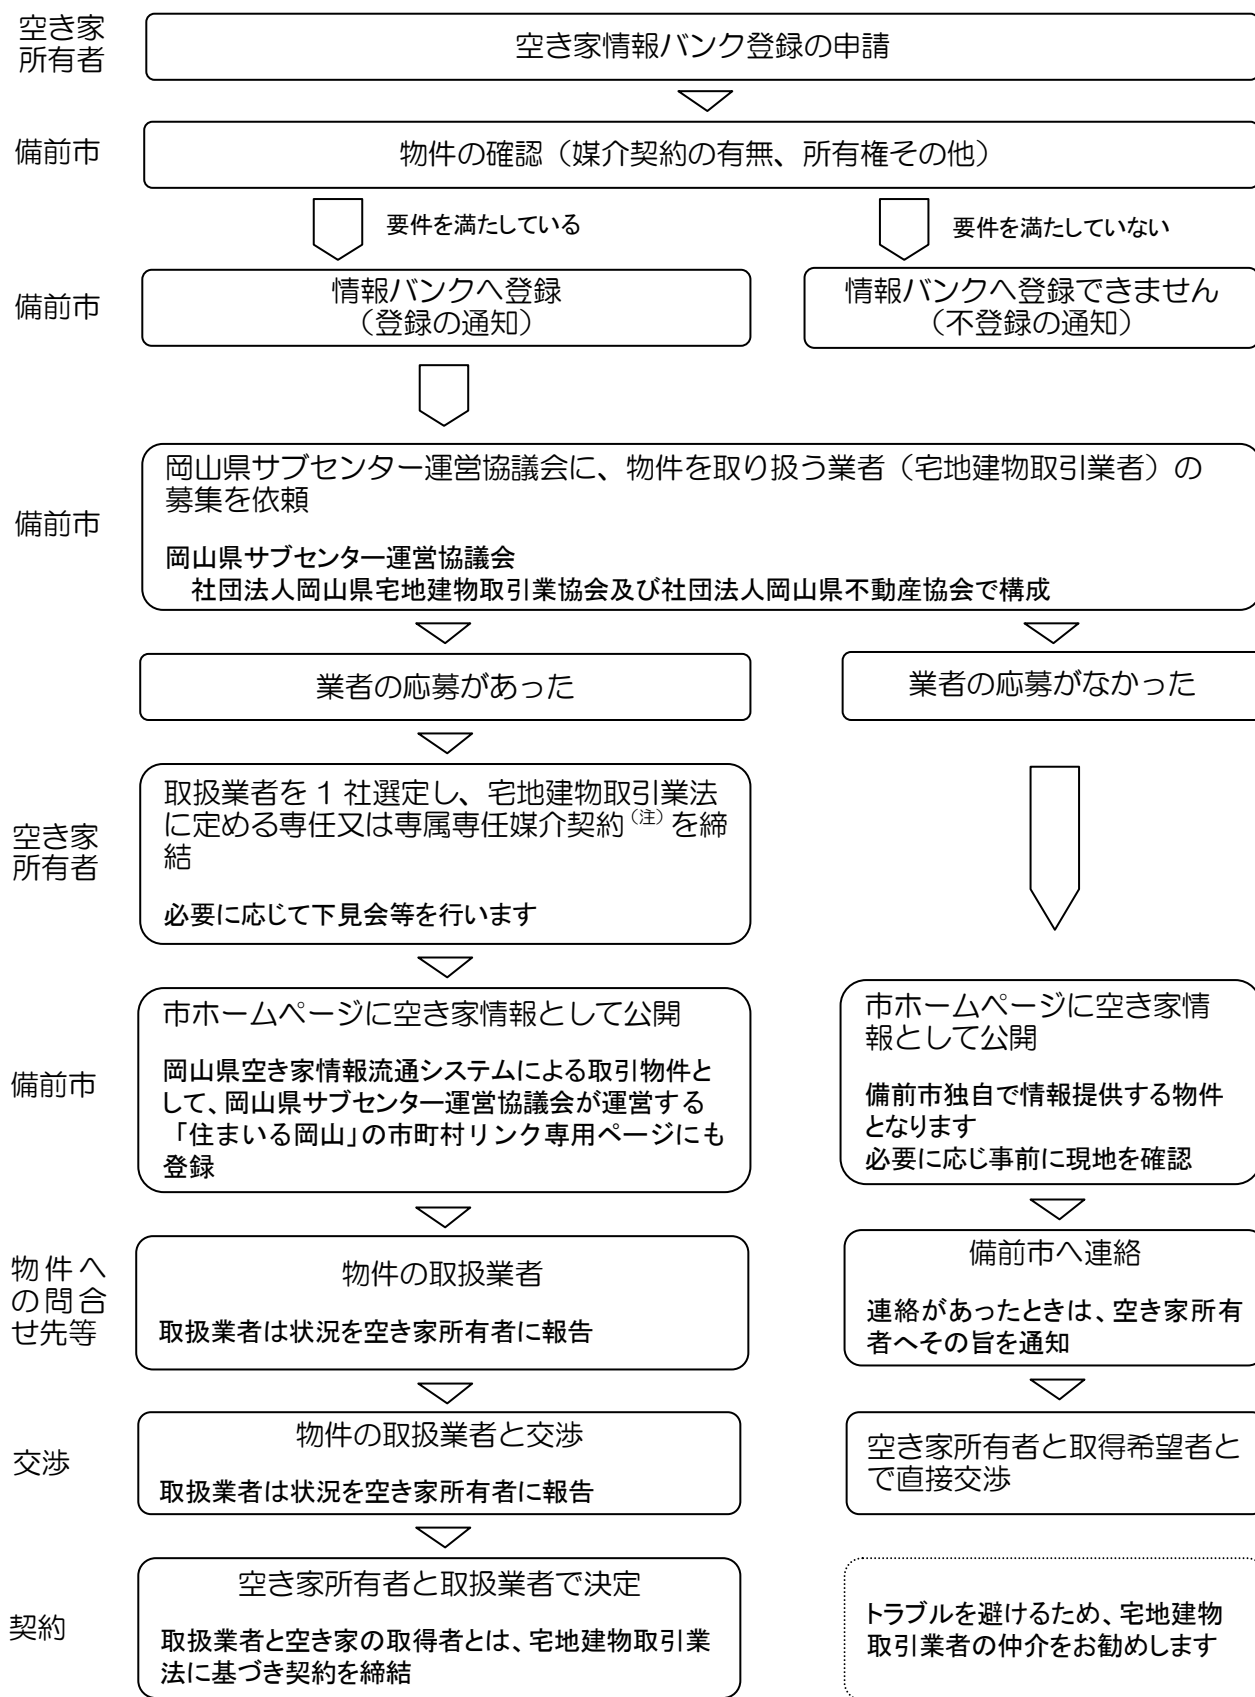 空き家
所有者
空き家情報バンク登録の申請
備前市
物件の確認（媒介契約の有無、所有権その他）
要件を満たしている
要件を満たしていない
備前市
情報バンクへ登録
（登録の通知）
情報バンクへ登録できません
（不登録の通知）
備前市
岡山県サブセンター運営協議会に、物件を取り扱う業者（宅地建物取引業者）の
募集を依頼
岡山県サブセンター運営協議会
社団法人岡山県宅地建物取引業協会及び社団法人岡山県不動産協会で構成
業者の応募があった
業者の応募がなかった
空き家
所有者
取扱業者を 1 社選定し、宅地建物取引業法
に定める専任又は専属専任媒介契約（注）を締
結
必要に応じて下見会等を行います
備前市
市ホームページに空き家情報として公開
岡山県空き家情報流通システムによる取引物件と
して、岡山県サブセンター運営協議会が運営する
「住まいる岡山」の市町村リンク専用ページにも
登録
市ホームページに空き家情
報として公開
備前市独自で情報提供する物件
となります
必要に応じ事前に現地を確認
物件へ
の問合
せ先等
物件の取扱業者
取扱業者は状況を空き家所有者に報告
備前市へ連絡
連絡があったときは、空き家所有
者へその旨を通知
交渉
物件の取扱業者と交渉
取扱業者は状況を空き家所有者に報告
空き家所有者と取得希望者と
で直接交渉
契約
空き家所有者と取扱業者で決定
取扱業者と空き家の取得者とは、宅地建物取引業
法に基づき契約を締結
トラブルを避けるため、宅地建物
取引業者の仲介をお勧めします